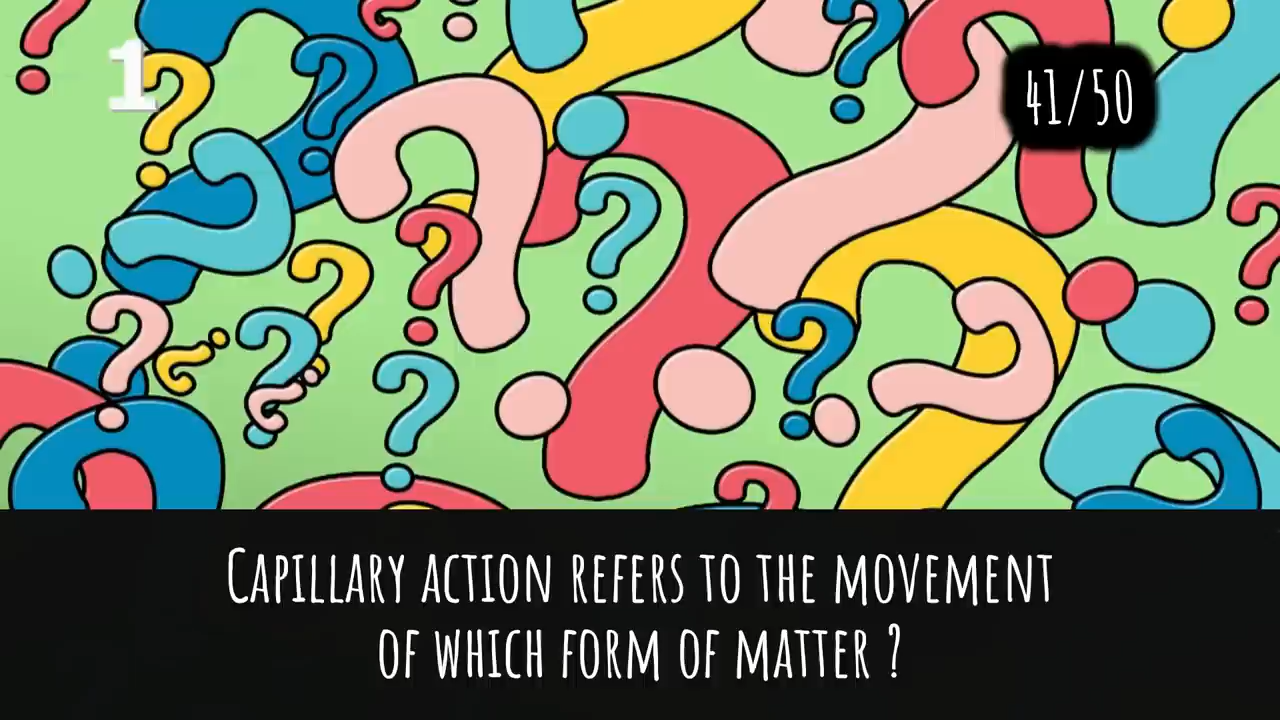 1
41/50
Capillary action refers to the movement
of which form of matter ?